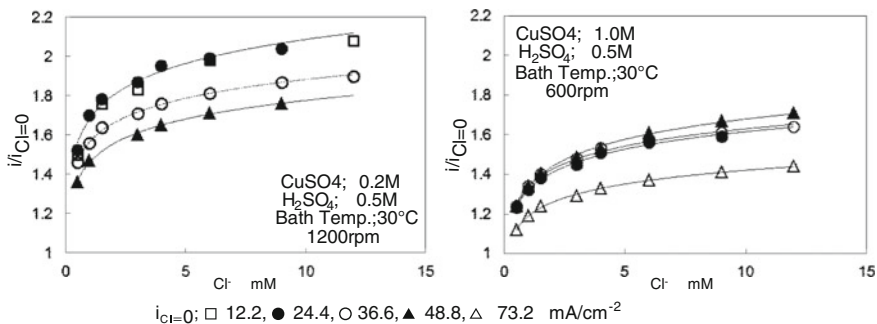 2.2
2
1.8
1.6
1.4
1.2
1
i/iCl=0
CuSO4; 0.2M
H₂SO₄; 0.5M
Bath Temp.;30°C
1200rpm
0 5 10 15
Cl⁻ mM
2.2
2
1.8
1.6
1.4
1.2
1
i/iCl=0
CuSO4; 1.0M
H₂SO₄; 0.5M
Bath Temp.;30°C
600rpm
0 5 10 15
Cl⁻ mM
iCl=0; □ 12.2, ● 24.4, ○ 36.6, ▲ 48.8, △ 73.2 mA/cm⁻²